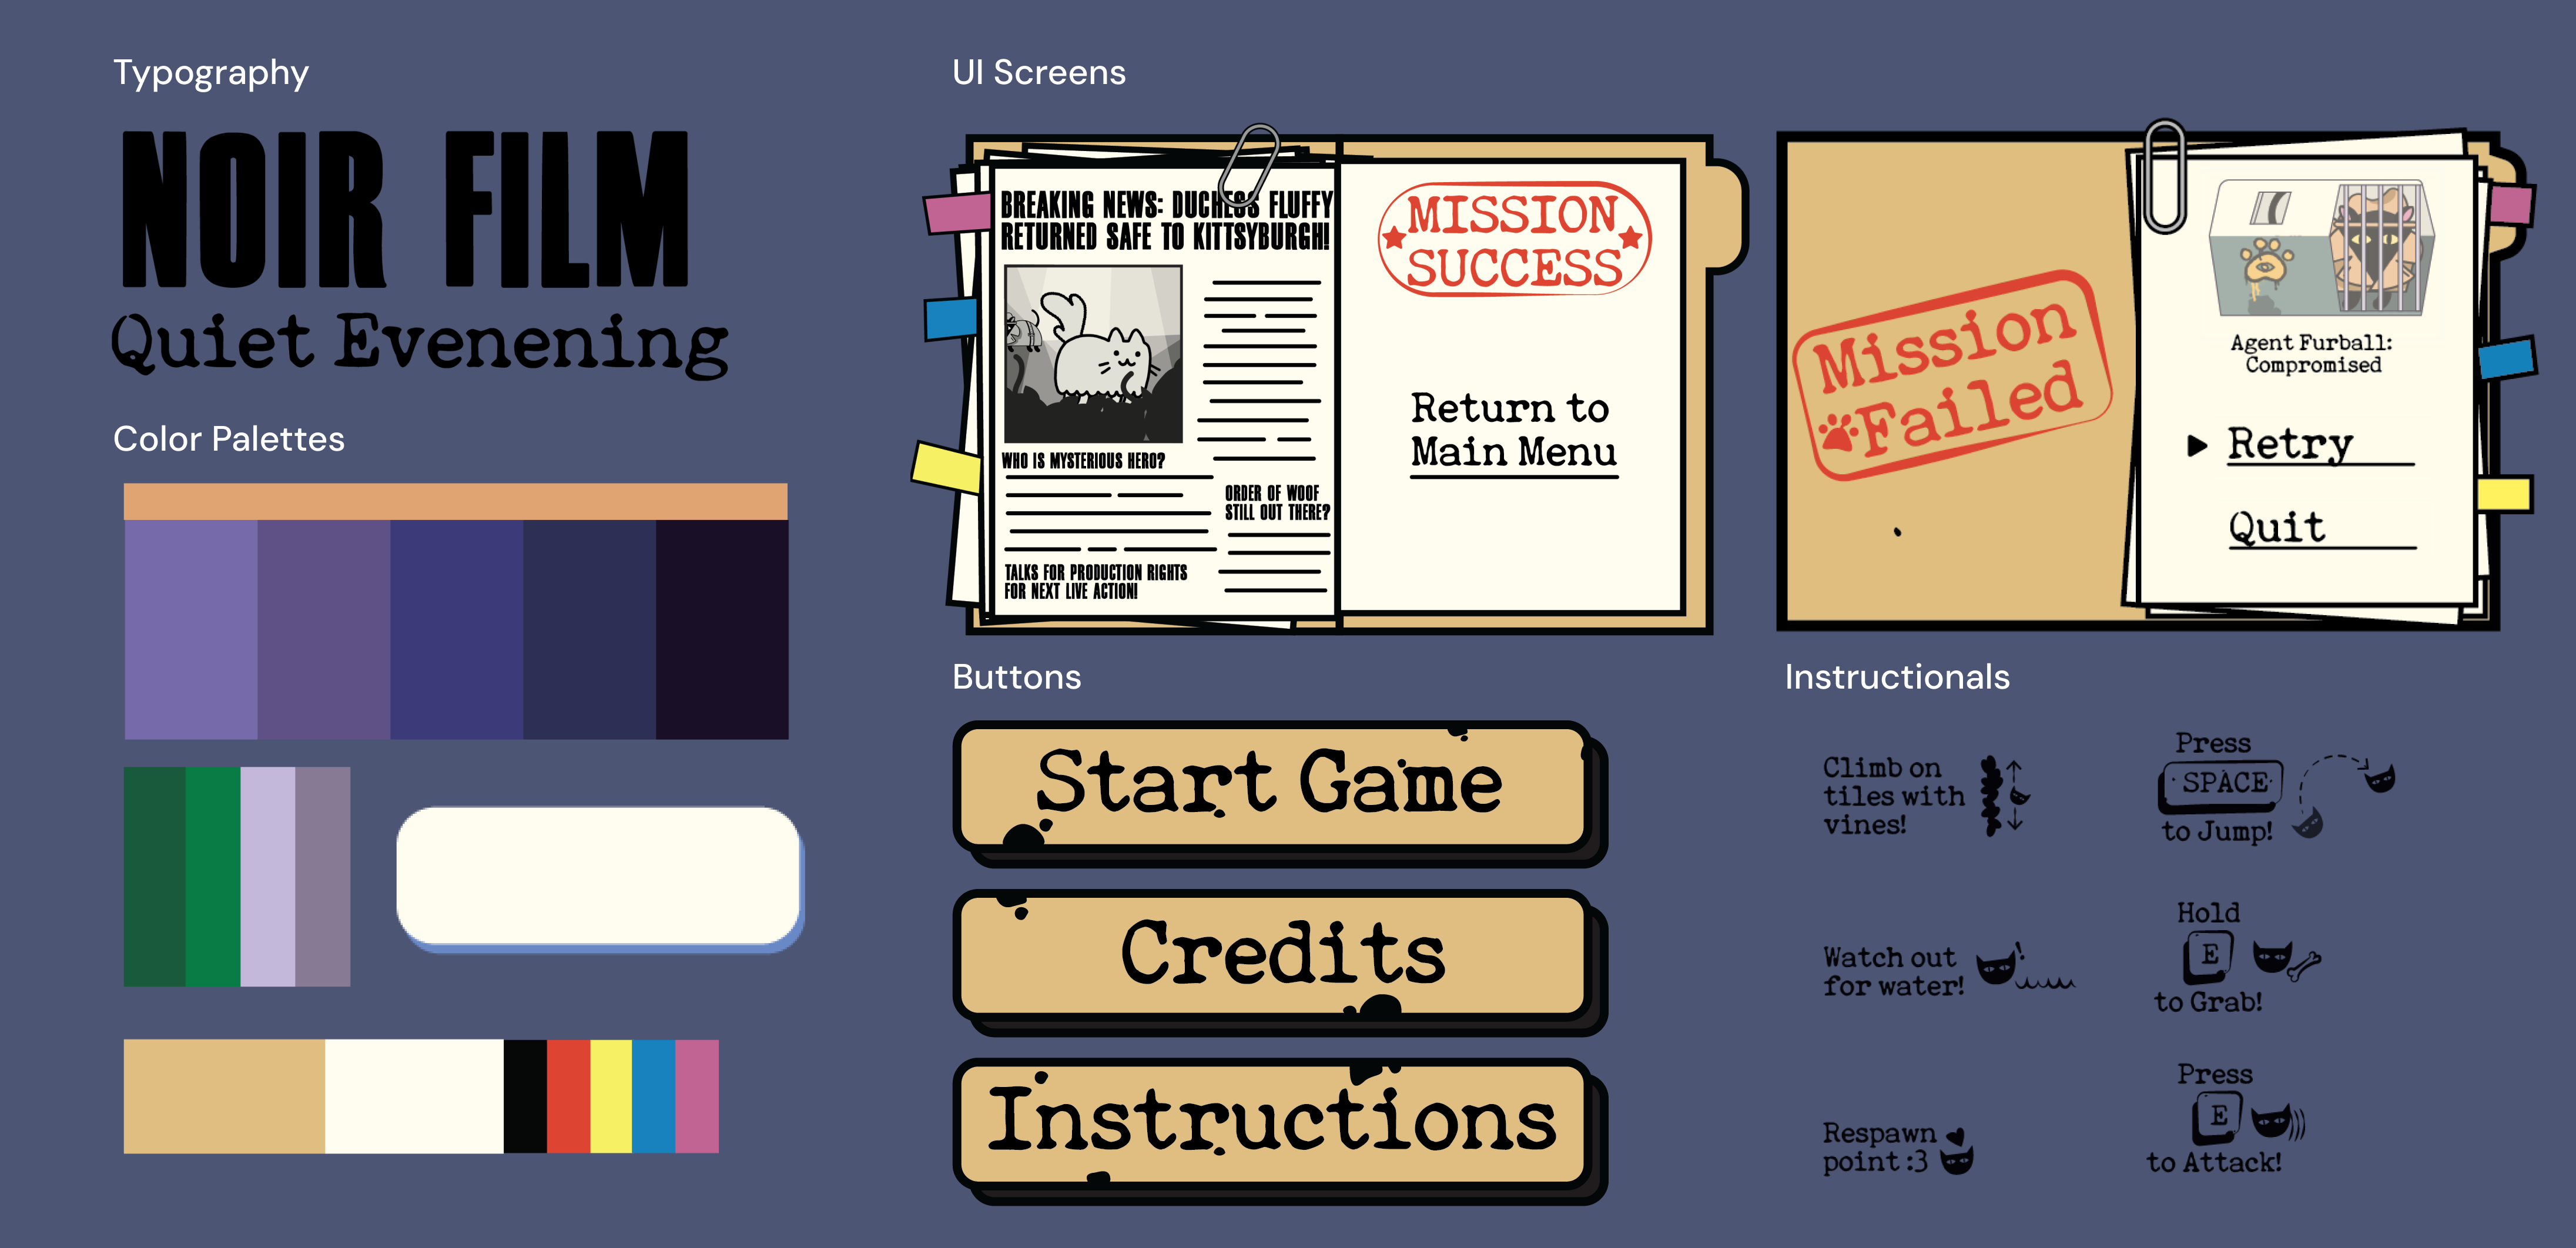 Typography
NOIR FILM
Quiet Evenening
Color Palettes
UI Screens
BREAKING NEWS: DUCHESS FLUFFY
RETURNED SAFE TO KITTSYBURGH!
WHO IS MYSTERIOUS HERO?
ORDER OF WOOF
STILL OUT THERE?
TALKS FOR PRODUCTION RIGHTS
FOR NEXT LIVE ACTION!
MISSION
SUCCESS
Return to
Main Menu
Mission
Failed
Agent Furball:
Compromised
Retry
Quit
Buttons
Start Game
Credits
Instructions
Instructionals
Climb on
tiles with
vines!
Press
SPACE
to Jump!
Watch out
for water!
Hold
E
to Grab!
Respawn
point :3
Press
E
to Attack!